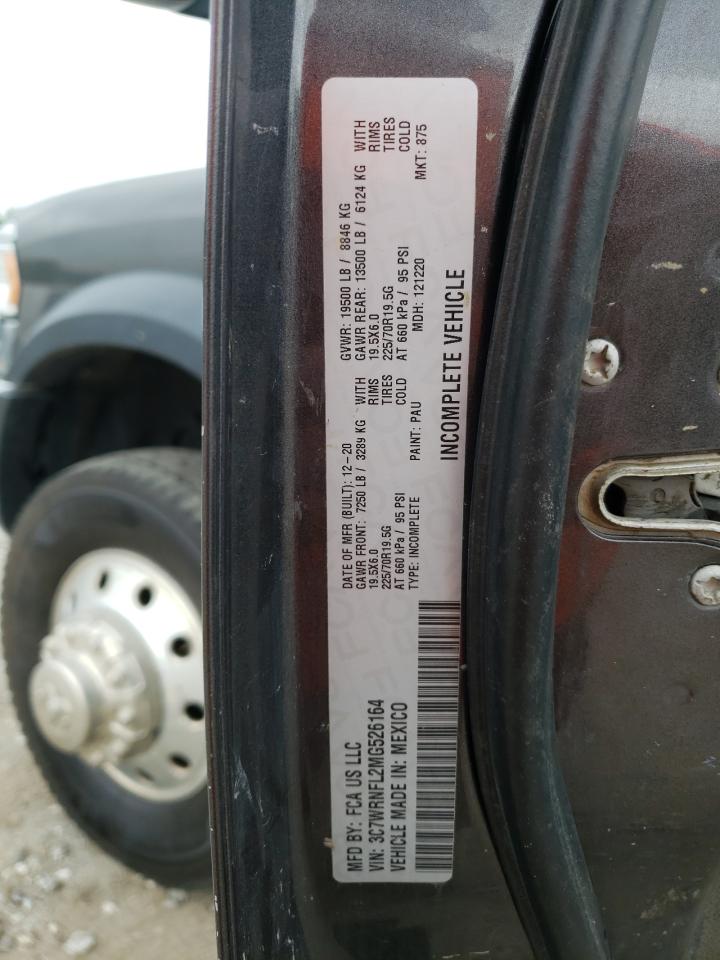 MFD BY: FCA US LLC
VIN: 3C7WRNFL2MG526164
VEHICLE MADE IN: MEXICO
DATE OF MFR (BUILT): 12-20
GAWR FRONT: 7250 LB / 3289 KG WITH
19.5X6.0 RIMS
225/70R19.5G TIRES
AT 660 kPa / 95 PSI COLD
TYPE: INCOMPLETE PAINT: PAU
GVWR: 19500 LB / 8846 KG
GAWR REAR: 13500 LB / 6124 KG WITH
19.5X6.0 RIMS
225/70R19.5G TIRES
AT 660 kPa / 95 PSI COLD
MDH: 121220 MKT: 875
INCOMPLETE VEHICLE